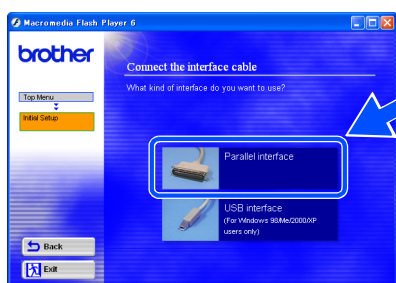 Macromedia Flash Player 6
brother
Connect the interface cable
What kind of interface do you want to use?
Top Menu
Initial Setup
Parallel interface
USB interface
(For Windows 98/Me/2000/XP
users only)
Back
Exit